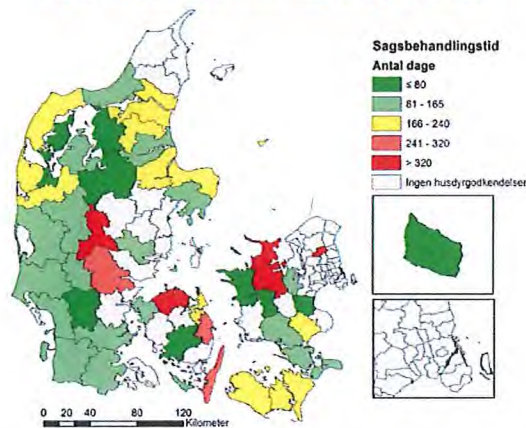 Sagsbehandlingstid
Antal dage
≤ 80
81 - 165
166 - 240
241 - 320
> 320
Ingen husdyrgodkendelser
0 20 40 80 120
Kilometer